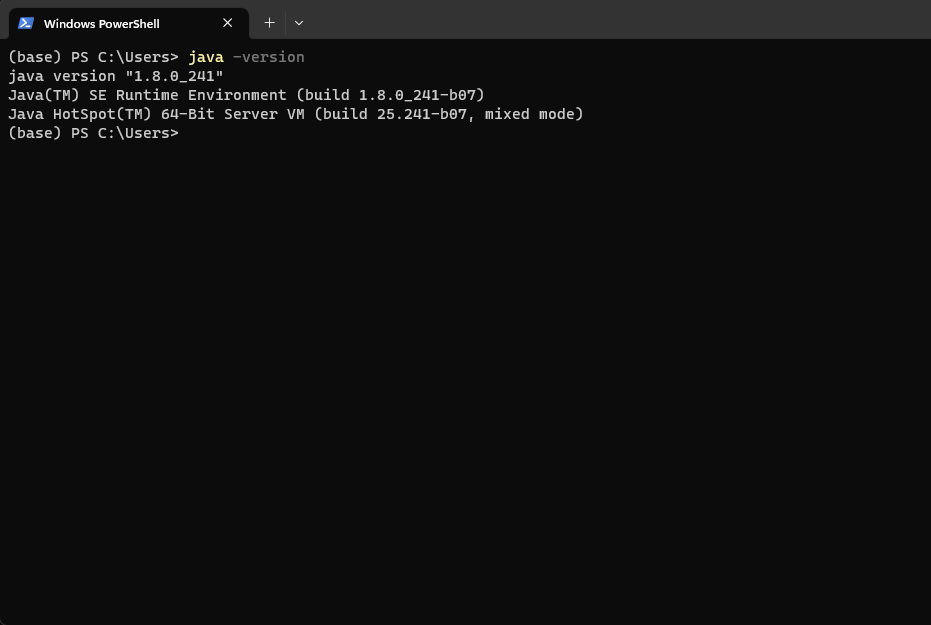 Windows PowerShell
(base) PS C:\Users> java -version
java version "1.8.0_241"
Java(TM) SE Runtime Environment (build 1.8.0_241-b07)
Java HotSpot(TM) 64-Bit Server VM (build 25.241-b07, mixed mode)
(base) PS C:\Users>